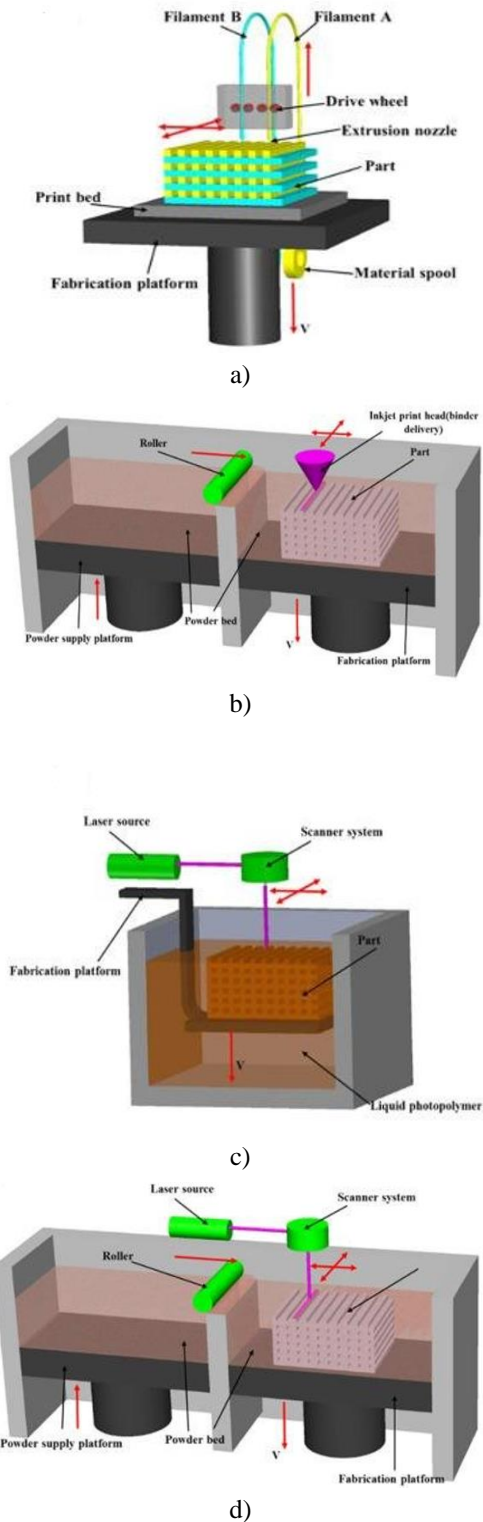 Filament B
Filament A
Drive wheel
Extrusion nozzle
Part
Print bed
Fabrication platform
Material spool
V
a)
Inkjet print head(binder
delivery)
Roller
Part
Powder bed
Powder supply platform
V
Fabrication platform
b)
Laser source
Scanner system
Fabrication platform
Part
V
Liquid photopolymer
c)
Laser source
Scanner system
Roller
Powder supply platform
Powder bed
V
Fabrication platform
d)